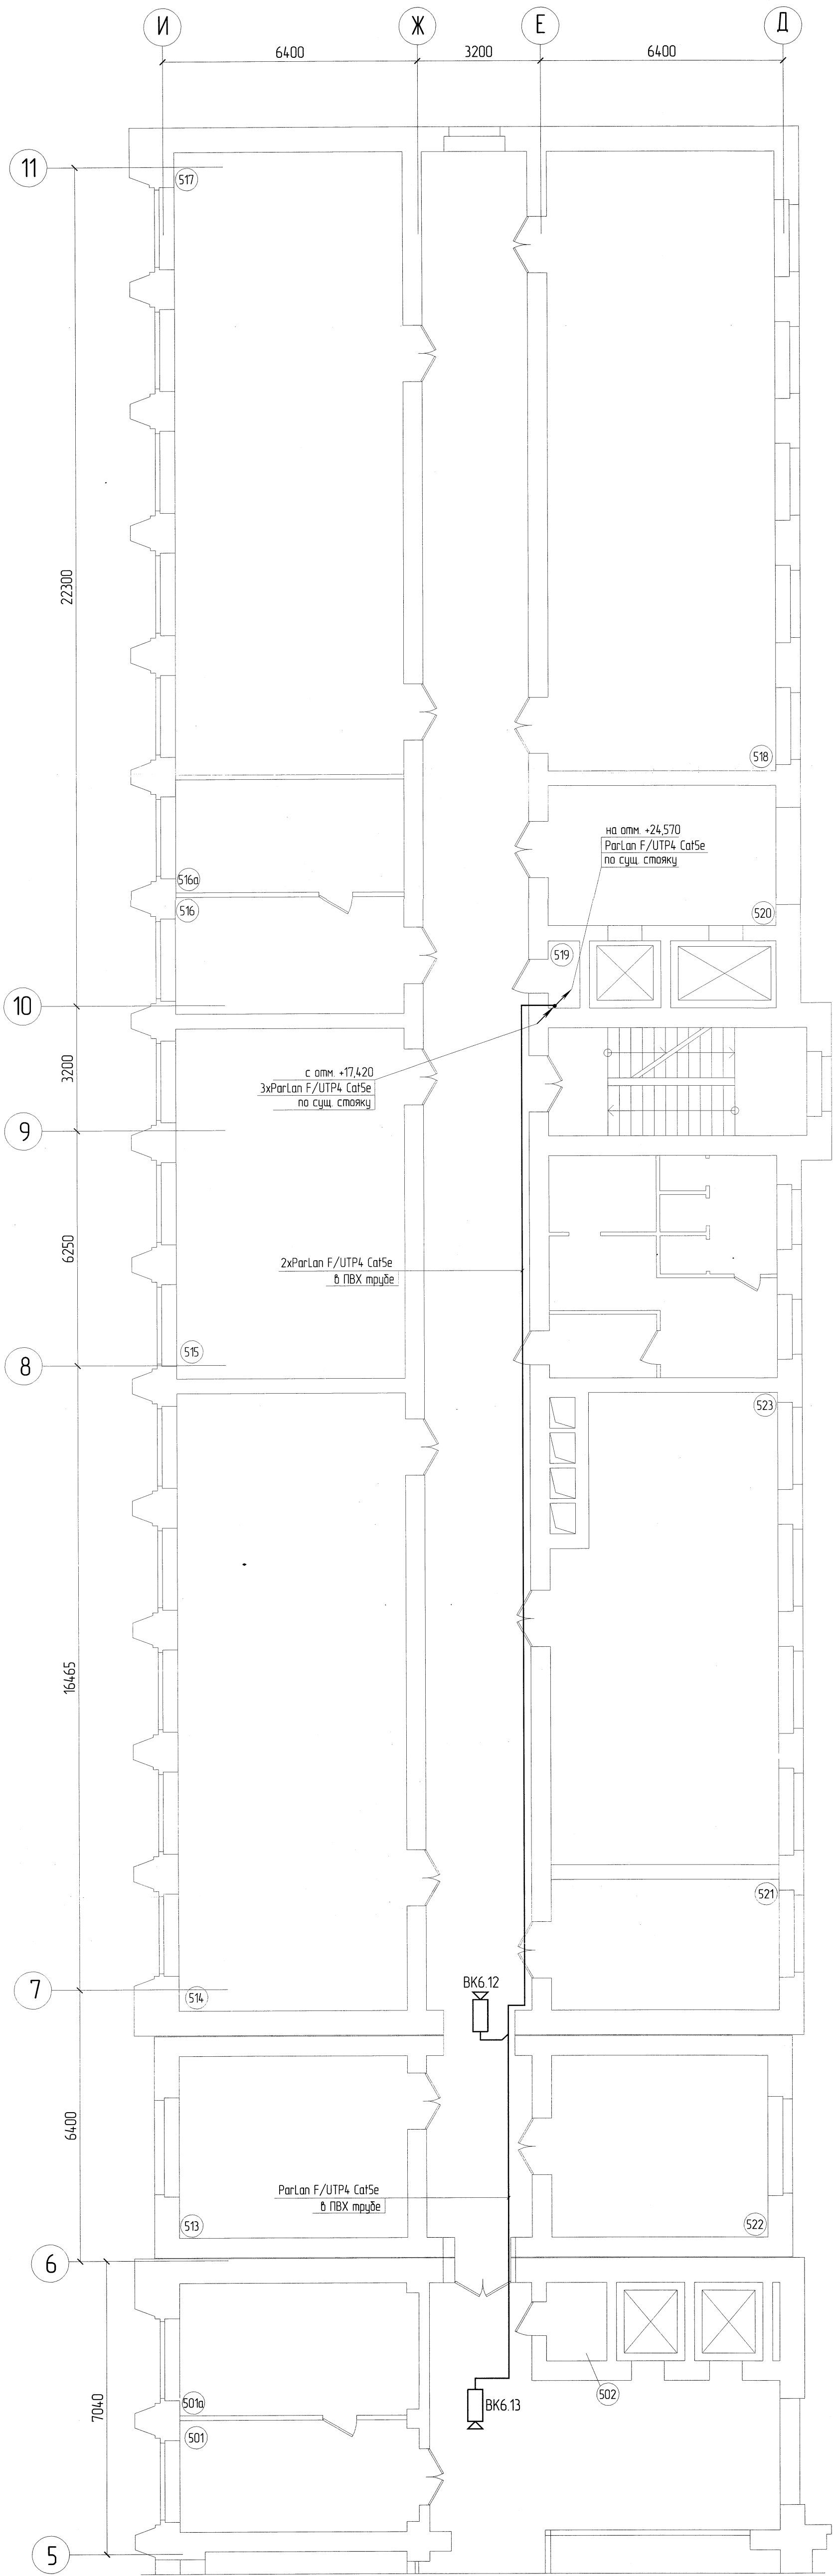 И
Ж
Е
Д
6400
3200
6400
11
517
22300
518
на отм. +24,570
ParLan F/UTP4 Cat5e
по сущ. стояку
516а
516
520
519
10
с отм. +17,420
3xParLan F/UTP4 Cat5e
по сущ. стояку
3200
9
6250
2xParLan F/UTP4 Cat5e
в ПВХ трубе
515
8
523
16465
521
7
514
ВК6.12
6400
ParLan F/UTP4 Cat5e
в ПВХ трубе
513
522
6
7040
501а
502
ВК6.13
501
5